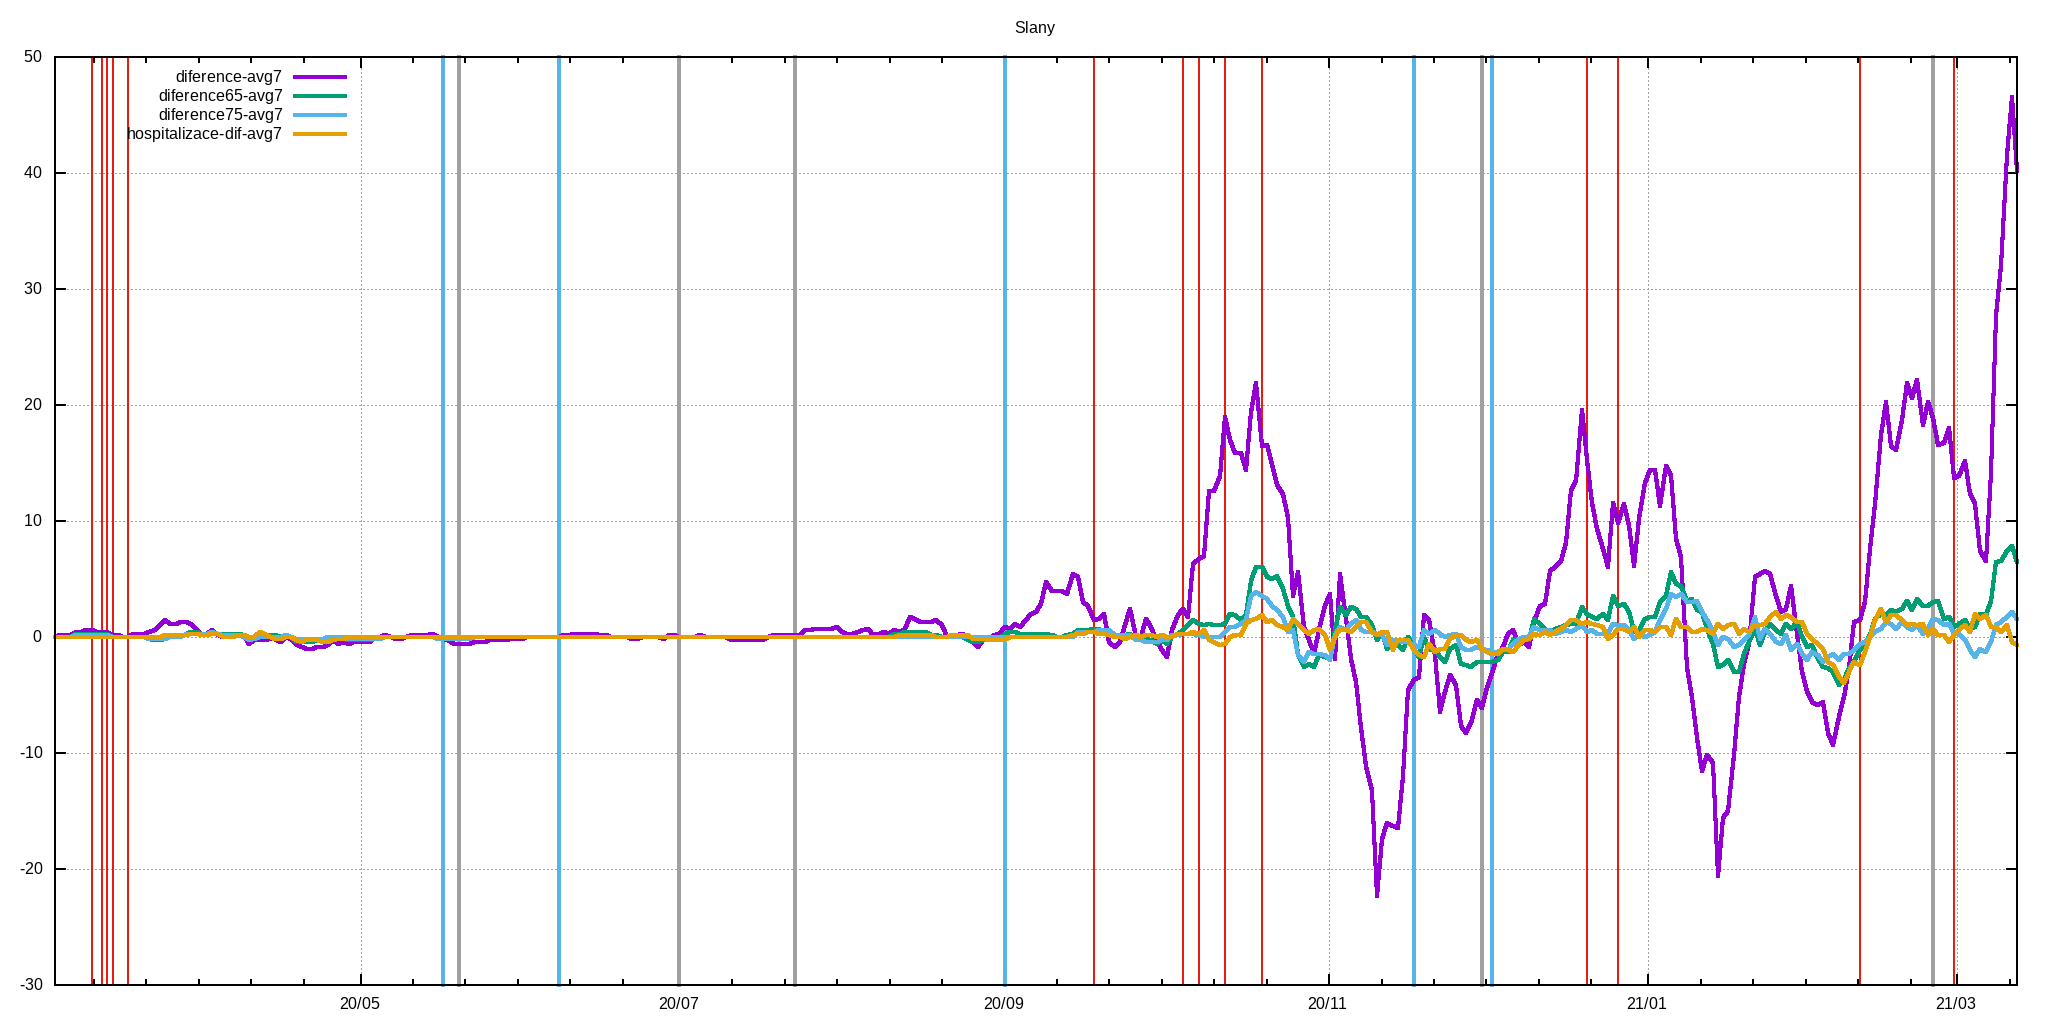 Slany
50
diference-avg7
diference65-avg7
diference75-avg7
hospitalizace-dif-avg7
40
30
20
10
0
-10
-20
-30
20/05 20/07 20/09 20/11 21/01 21/03